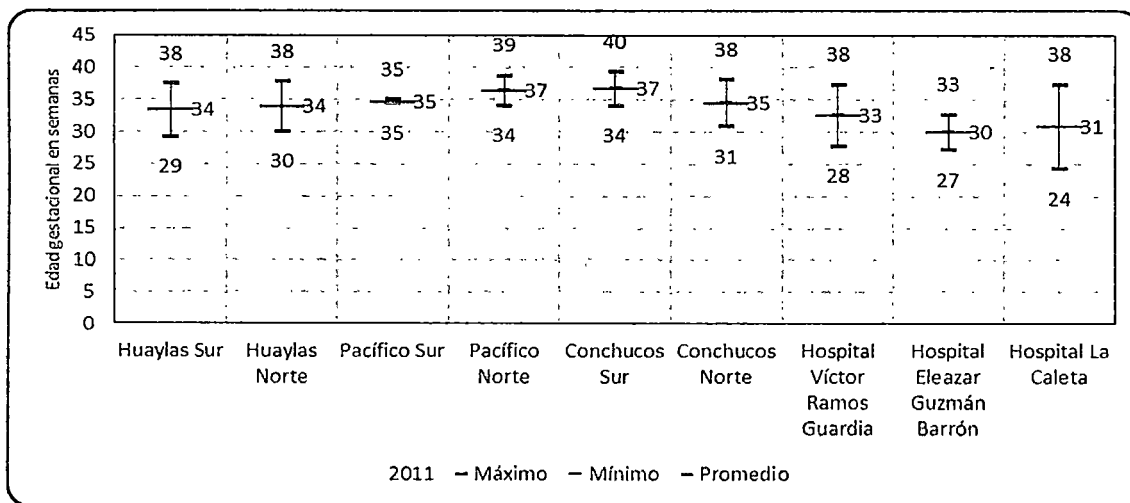 Edad gestacional en semanas
45
40
35
30
25
20
15
10
5
0
38 38 35 39 40 38 38 33 38
34 34 35 37 37 35 33 30 31
29 30 35 34 34 31 28 27 24
Huaylas Sur
Huaylas
Norte
Pacífico Sur
Pacífico
Norte
Conchucos
Sur
Conchucos
Norte
Hospital
Víctor
Ramos
Guardia
Hospital
Eleazar
Guzmán
Barrón
Hospital La
Caleta
2011 – Máximo – Mínimo – Promedio